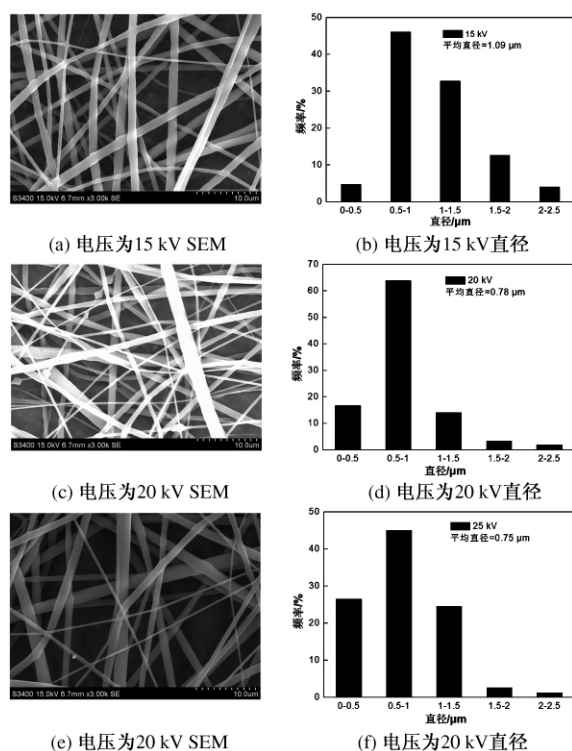 50
40
30
20
10
0
频率/%
15 kV
平均直径=1.09 μm
0-0.5 0.5-1 1-1.5 1.5-2 2-2.5
直径/μm
S3400 15.0kV 6.7mm x3.00k SE 10.0um
(a) 电压为15 kV SEM
(b) 电压为15 kV直径
70
60
50
40
30
20
10
0
频率/%
20 kV
平均直径=0.78 μm
0-0.5 0.5-1 1-1.5 1.5-2 2-2.5
直径/μm
S3400 15.0kV 6.7mm x3.00k SE 10.0um
(c) 电压为20 kV SEM
(d) 电压为20 kV直径
50
40
30
20
10
0
频率/%
25 kV
平均直径=0.75 μm
0-0.5 0.5-1 1-1.5 1.5-2 2-2.5
直径/μm
S3400 15.0kV 6.7mm x3.00k SE 10.0um
(e) 电压为20 kV SEM
(f) 电压为20 kV直径